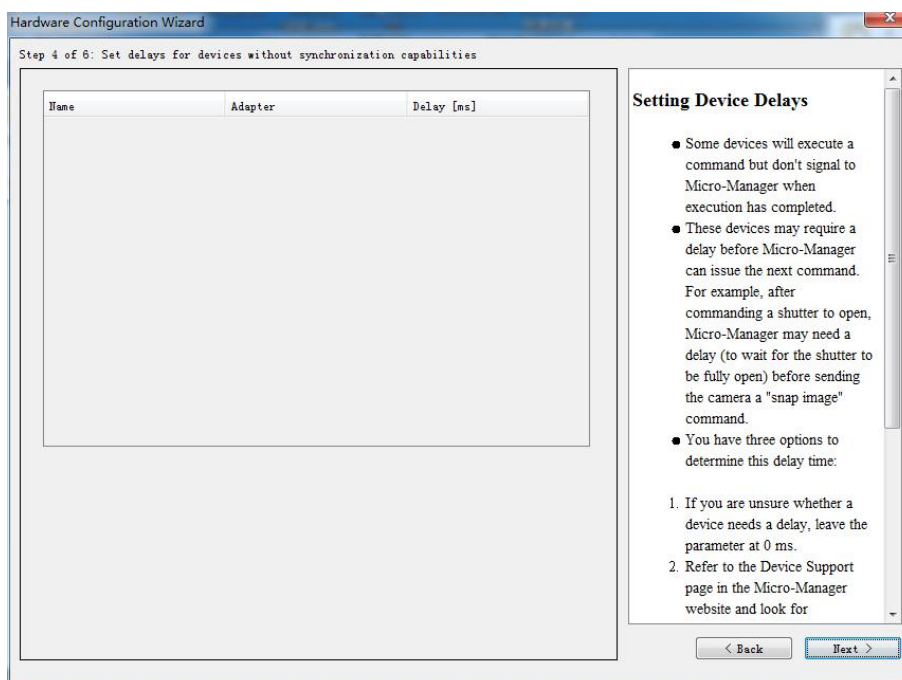 Hardware Configuration Wizard
Step 4 of 6: Set delays for devices without synchronization capabilities
Name Adapter Delay [ms]
Setting Device Delays
Some devices will execute a
command but don't signal to
Micro-Manager when
execution has completed.
These devices may require a
delay before Micro-Manager
can issue the next command.
For example, after
commanding a shutter to open,
Micro-Manager may need a
delay (to wait for the shutter to
be fully open) before sending
the camera a "snap image"
command.
You have three options to
determine this delay time:
1. If you are unsure whether a
device needs a delay, leave the
parameter at 0 ms.
2. Refer to the Device Support
page in the Micro-Manager
website and look for
< Back Next >